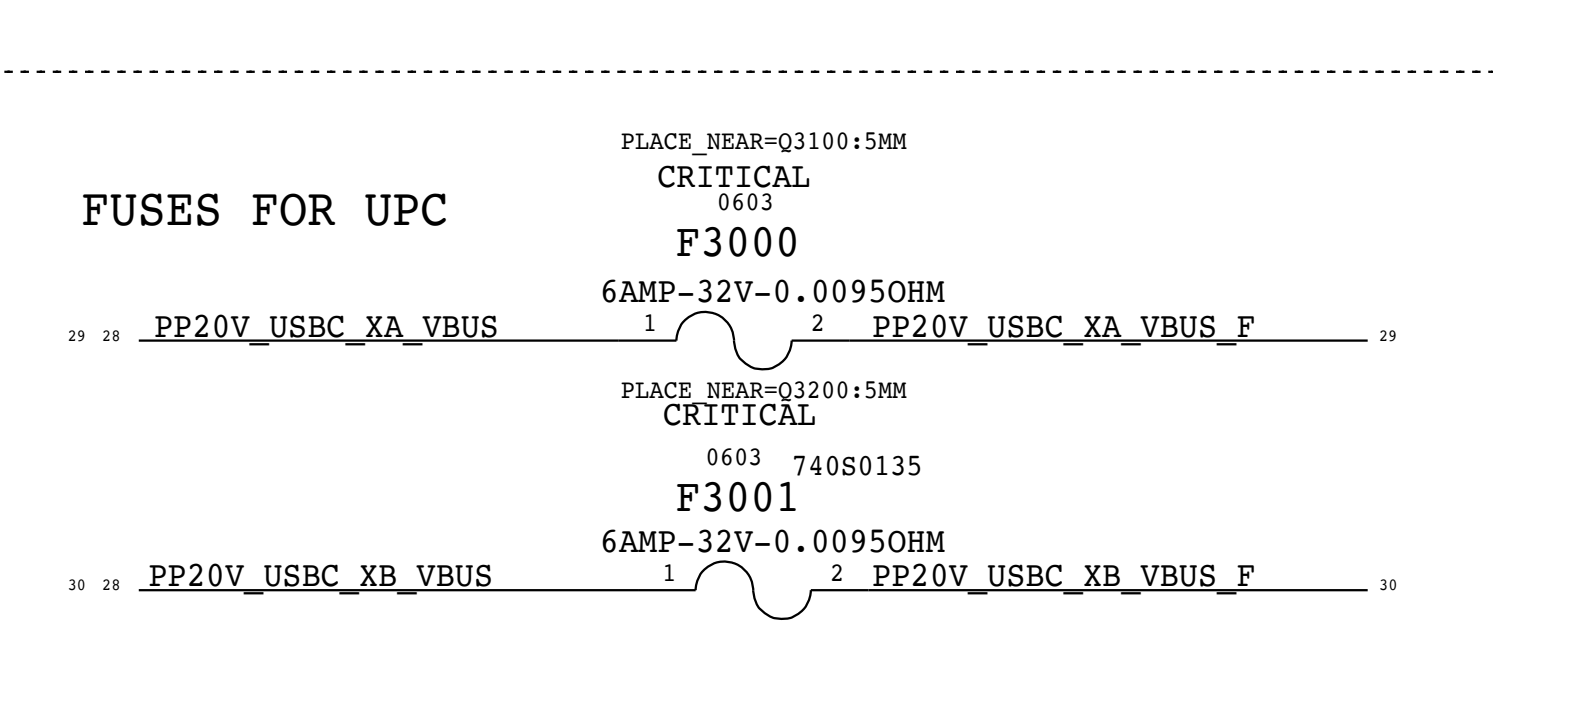 PLACE_NEAR=Q3100:5MM
CRITICAL
0603
FUSES FOR UPC
F3000
6AMP-32V-0.0095OHM
29 28 PP20V_USBC_XA_VBUS 1 2 PP20V_USBC_XA_VBUS_F 29
PLACE_NEAR=Q3200:5MM
CRITICAL
0603 740S0135
F3001
6AMP-32V-0.0095OHM
30 28 PP20V_USBC_XB_VBUS 1 2 PP20V_USBC_XB_VBUS_F 30